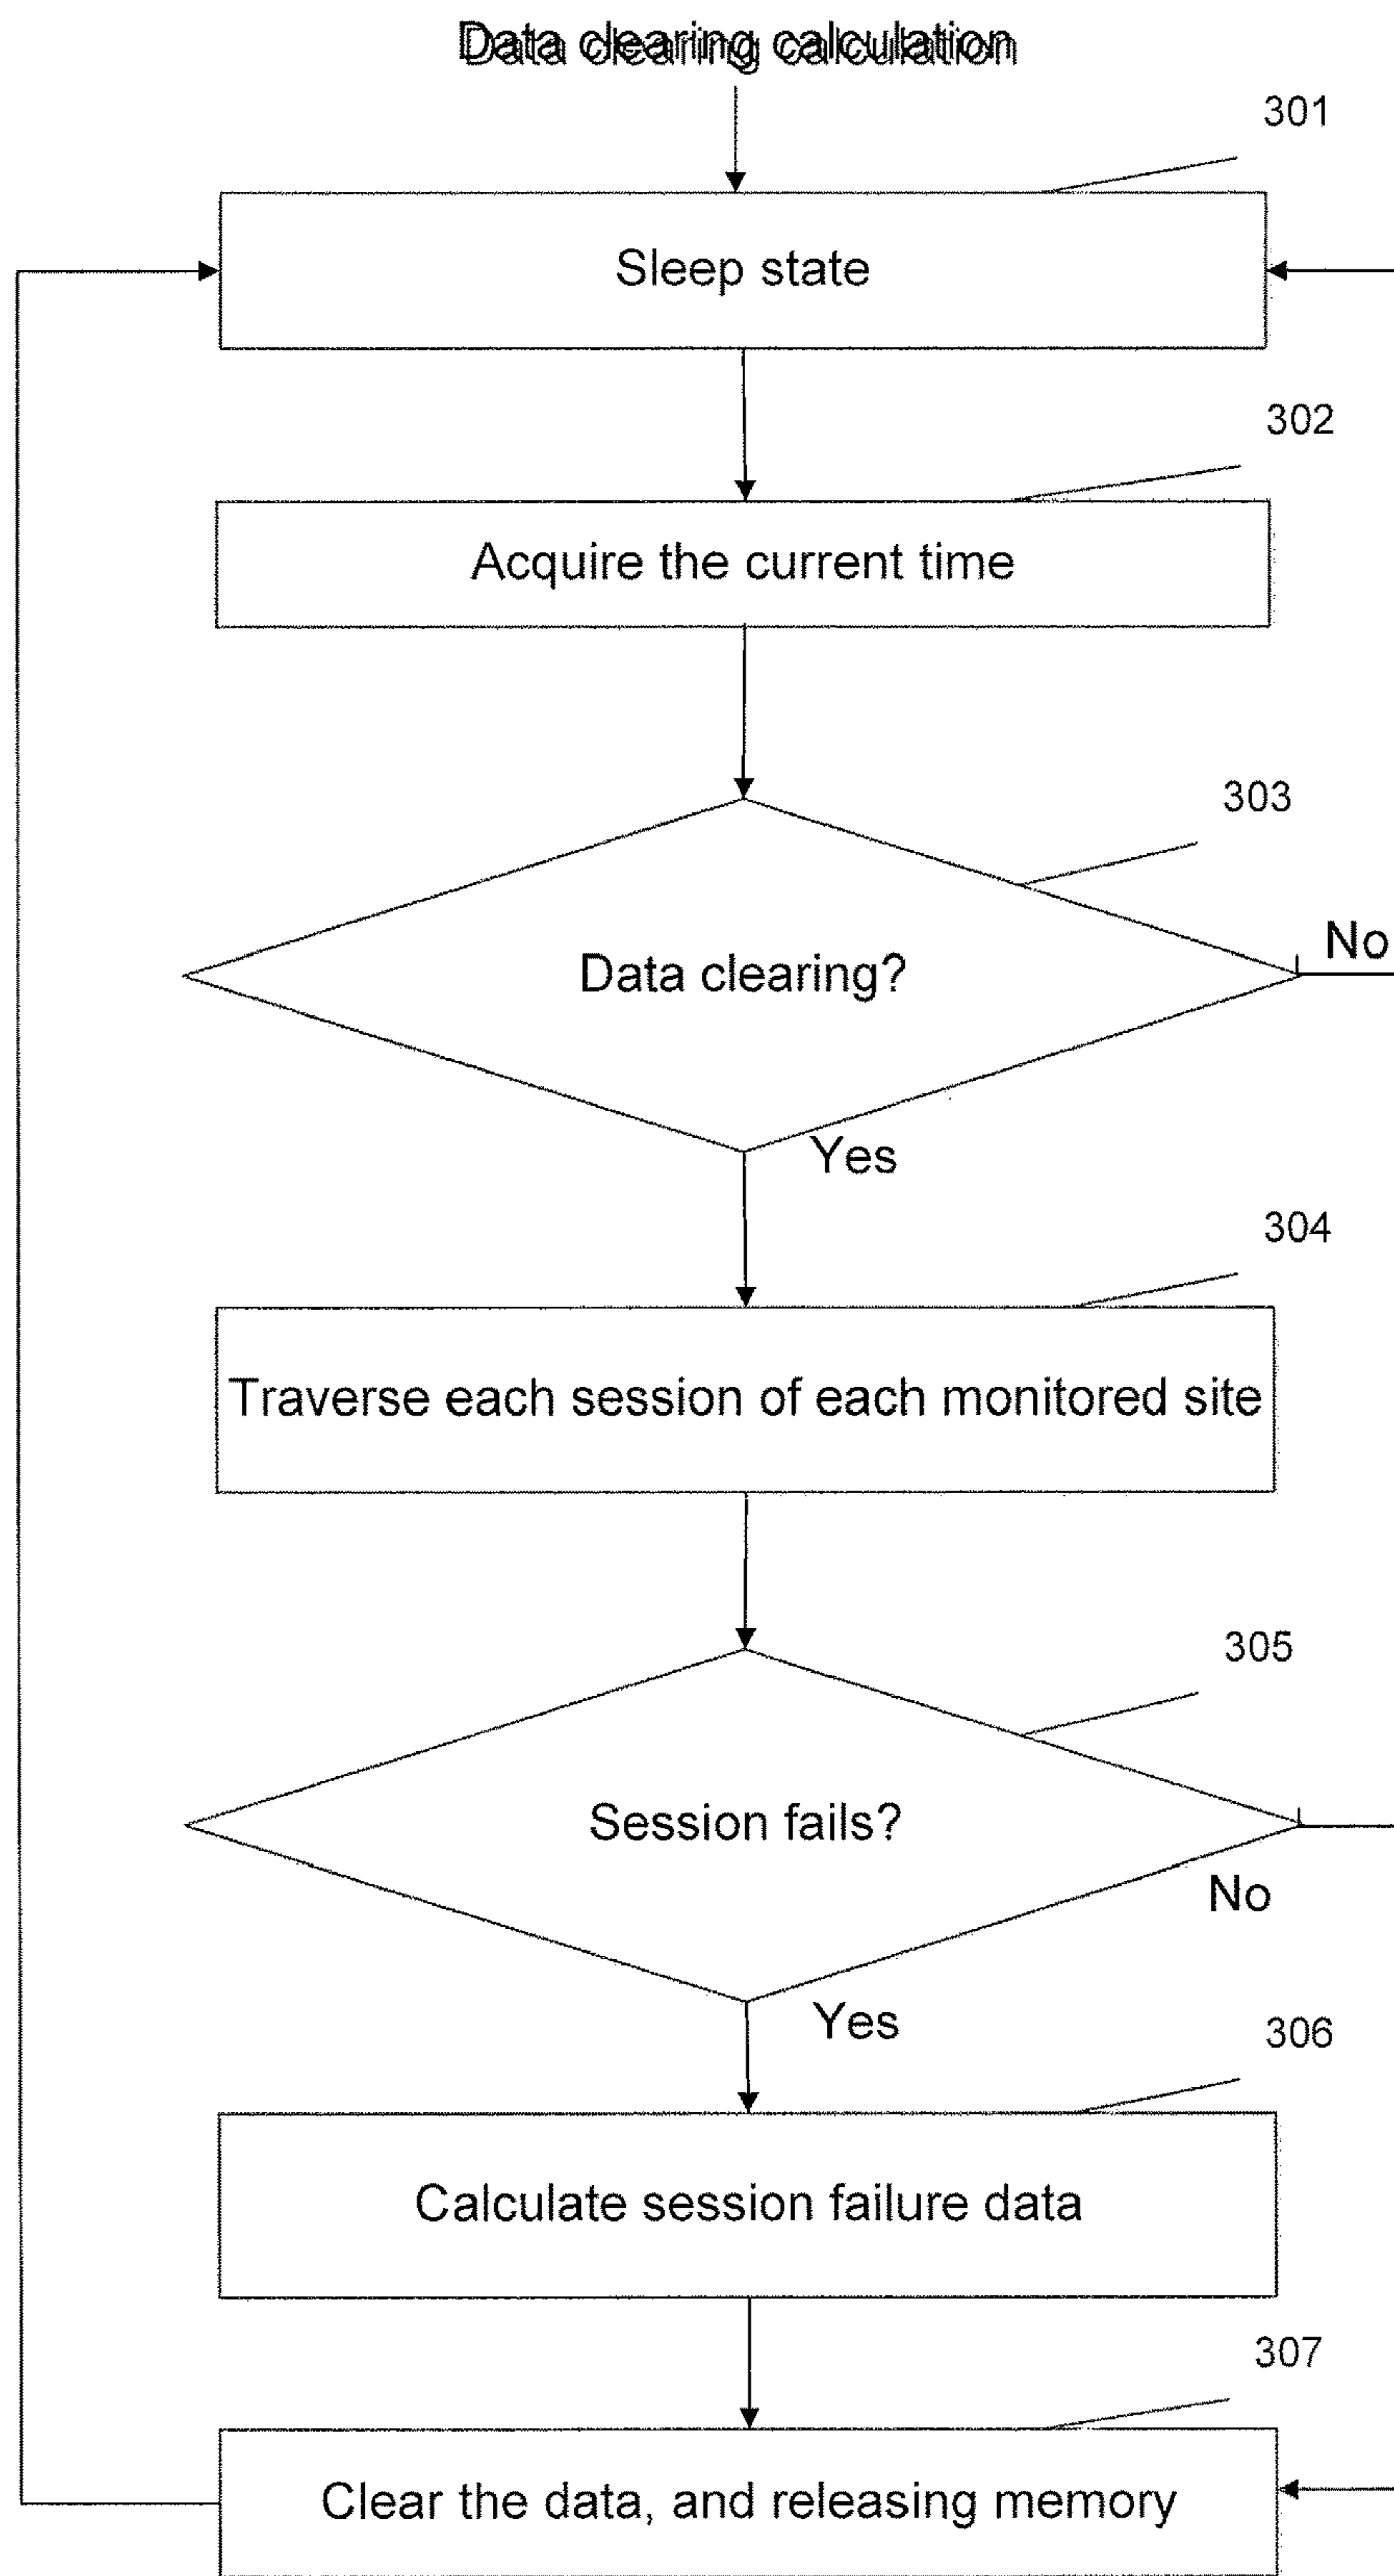 Data clearing calculation
301
Sleep state
302
Acquire the current time
303
Data clearing?
No
Yes
304
Traverse each session of each monitored site
305
Session fails?
No
Yes
306
Calculate session failure data
307
Clear the data, and releasing memory